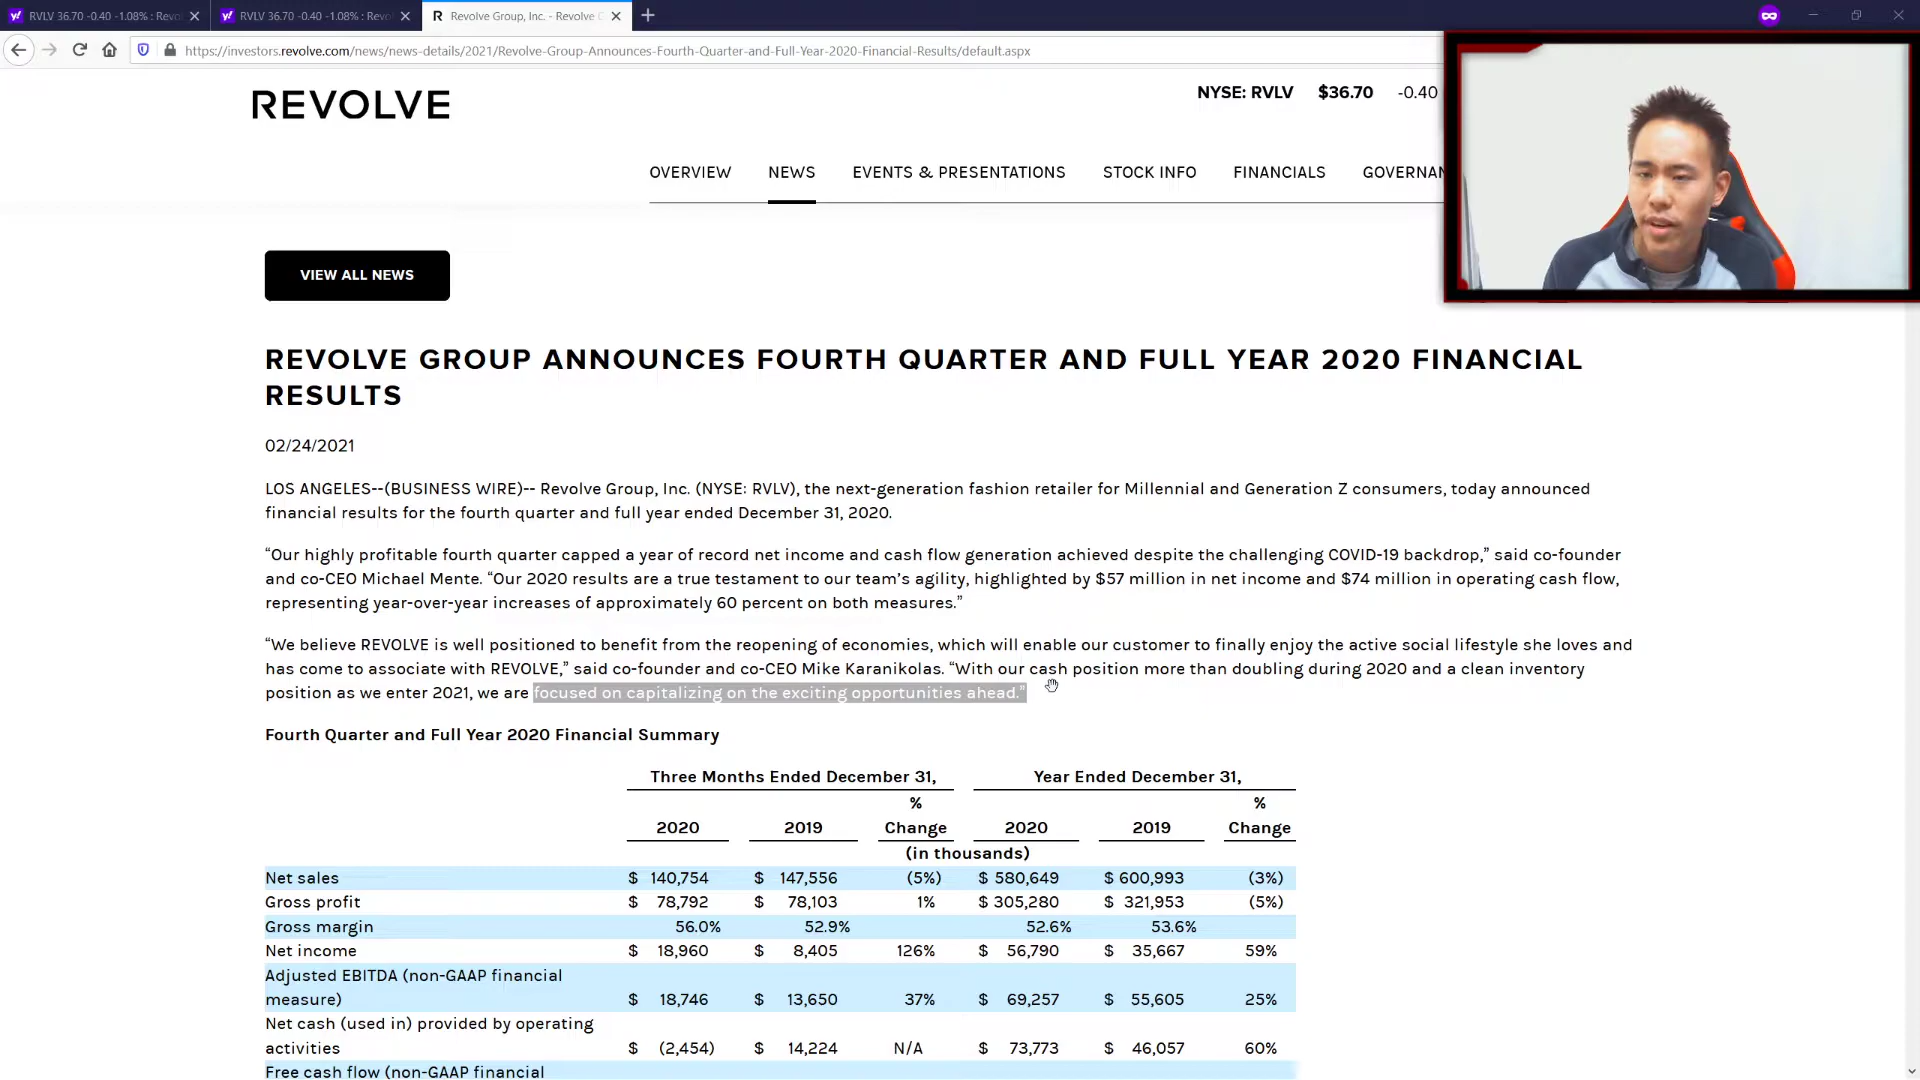 RVLV 36.70 -0.40 -1.08% : Revo
RVLV 36.70 -0.40 -1.08% : Revo
Revolve Group, Inc. - Revolve
https://investors.revolve.com/news/news-details/2021/Revolve-Group-Announces-Fourth-Quarter-and-Full-Year-2020-Financial-Results/default.aspx
REVOLVE
NYSE: RVLV $36.70 -0.40
OVERVIEW NEWS EVENTS & PRESENTATIONS STOCK INFO FINANCIALS GOVERNAN
VIEW ALL NEWS
REVOLVE GROUP ANNOUNCES FOURTH QUARTER AND FULL YEAR 2020 FINANCIAL
RESULTS
02/24/2021
LOS ANGELES--(BUSINESS WIRE)-- Revolve Group, Inc. (NYSE: RVLV), the next-generation fashion retailer for Millennial and Generation Z consumers, today announced
financial results for the fourth quarter and full year ended December 31, 2020.
“Our highly profitable fourth quarter capped a year of record net income and cash flow generation achieved despite the challenging COVID-19 backdrop,” said co-founder
and co-CEO Michael Mente. “Our 2020 results are a true testament to our team’s agility, highlighted by $57 million in net income and $74 million in operating cash flow,
representing year-over-year increases of approximately 60 percent on both measures.”
“We believe REVOLVE is well positioned to benefit from the reopening of economies, which will enable our customer to finally enjoy the active social lifestyle she loves and
has come to associate with REVOLVE,” said co-founder and co-CEO Mike Karanikolas. “With our cash position more than doubling during 2020 and a clean inventory
position as we enter 2021, we are focused on capitalizing on the exciting opportunities ahead.”
Fourth Quarter and Full Year 2020 Financial Summary
Three Months Ended December 31, Year Ended December 31,
% %
2020 2019 Change 2020 2019 Change
(in thousands)
Net sales $ 140,754 $ 147,556 (5%) $ 580,649 $ 600,993 (3%)
Gross profit $ 78,792 $ 78,103 1% $ 305,280 $ 321,953 (5%)
Gross margin 56.0% 52.9% 52.6% 53.6%
Net income $ 18,960 $ 8,405 126% $ 56,790 $ 35,667 59%
Adjusted EBITDA (non-GAAP financial
measure) $ 18,746 $ 13,650 37% $ 69,257 $ 55,605 25%
Net cash (used in) provided by operating
activities $ (2,454) $ 14,224 N/A $ 73,773 $ 46,057 60%
Free cash flow (non-GAAP financial